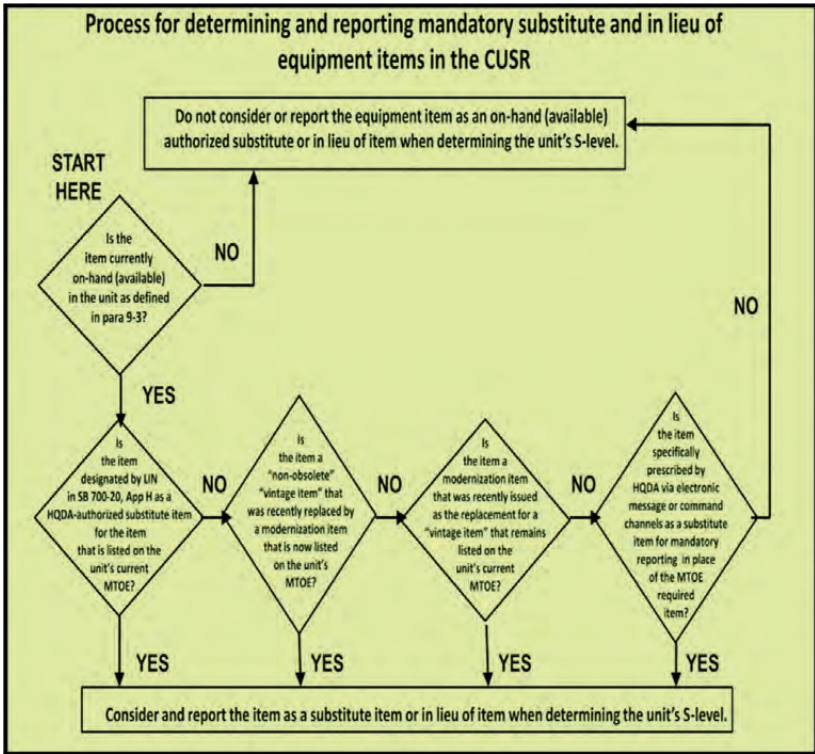 Process for determining and reporting mandatory substitute and in lieu of
equipment items in the CUSR
Do not consider or report the equipment item as an on-hand (available)
authorized substitute or in lieu of item when determining the unit's S-level.
START
HERE
Is the
item currently
on-hand (available)
in the unit as defined
in para 9-3?
NO
NO
YES
Is
the item
designated by LIN
in SB 700-20, App H as a
HQDA-authorized substitute item
for the item
that is listed on the
unit's current
MTOE?
NO
Is
the item a
"non-obsolete"
"vintage item" that
was recently replaced by
a modernization item
that is now listed
on the unit's
MTOE?
NO
Is
the item a
modernization item
that was recently issued
as the replacement for a
"vintage item" that remains
listed on the
unit's current
MTOE?
NO
Is
the item
specifically
prescribed by
HQDA via electronic
message or command
channels as a substitute
item for mandatory
reporting in place
of the MTOE
required
item?
YES
YES
YES
YES
Consider and report the item as a substitute item or in lieu of item when determining the unit's S-level.